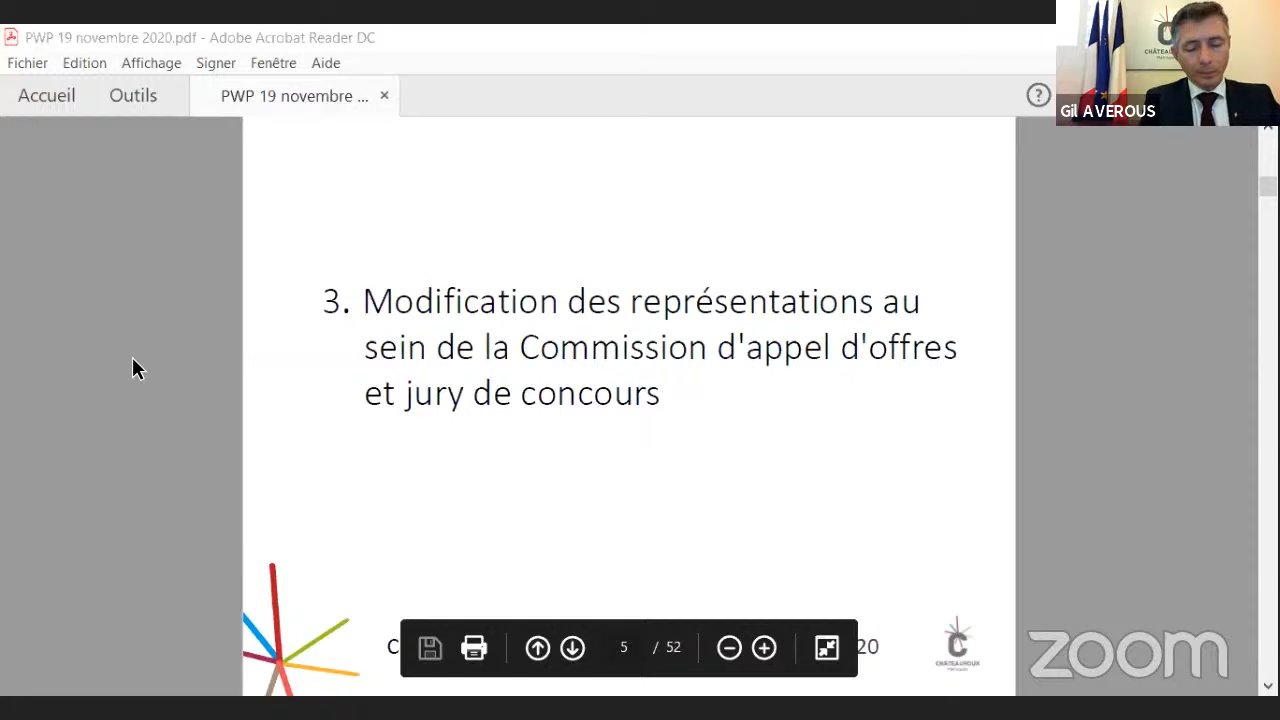 PWP 19 novembre 2020.pdf - Adobe Acrobat Reader DC
Fichier Edition Affichage Signer Fenêtre Aide
Accueil Outils PWP 19 novembre ... ×
?
Gil AVEROUS
3. Modification des représentations au
sein de la Commission d'appel d'offres
et jury de concours
C
5 / 52
20
CHÂTEAUROUX
zoom